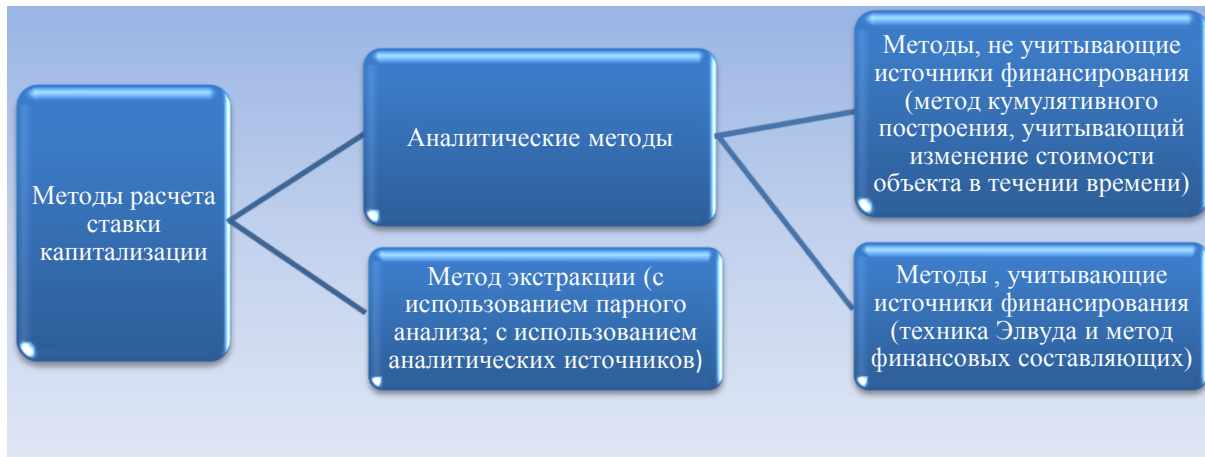 Методы расчета
ставки
капитализации
Аналитические методы
Метод экстракции (с
использованием парного
анализа; с использованием
аналитических источников)
Методы, не учитывающие
источники финансирования
(метод кумулятивного
построения, учитывающий
изменение стоимости
объекта в течении времени)
Методы , учитывающие
источники финансирования
(техника Элвуда и метод
финансовых составляющих)